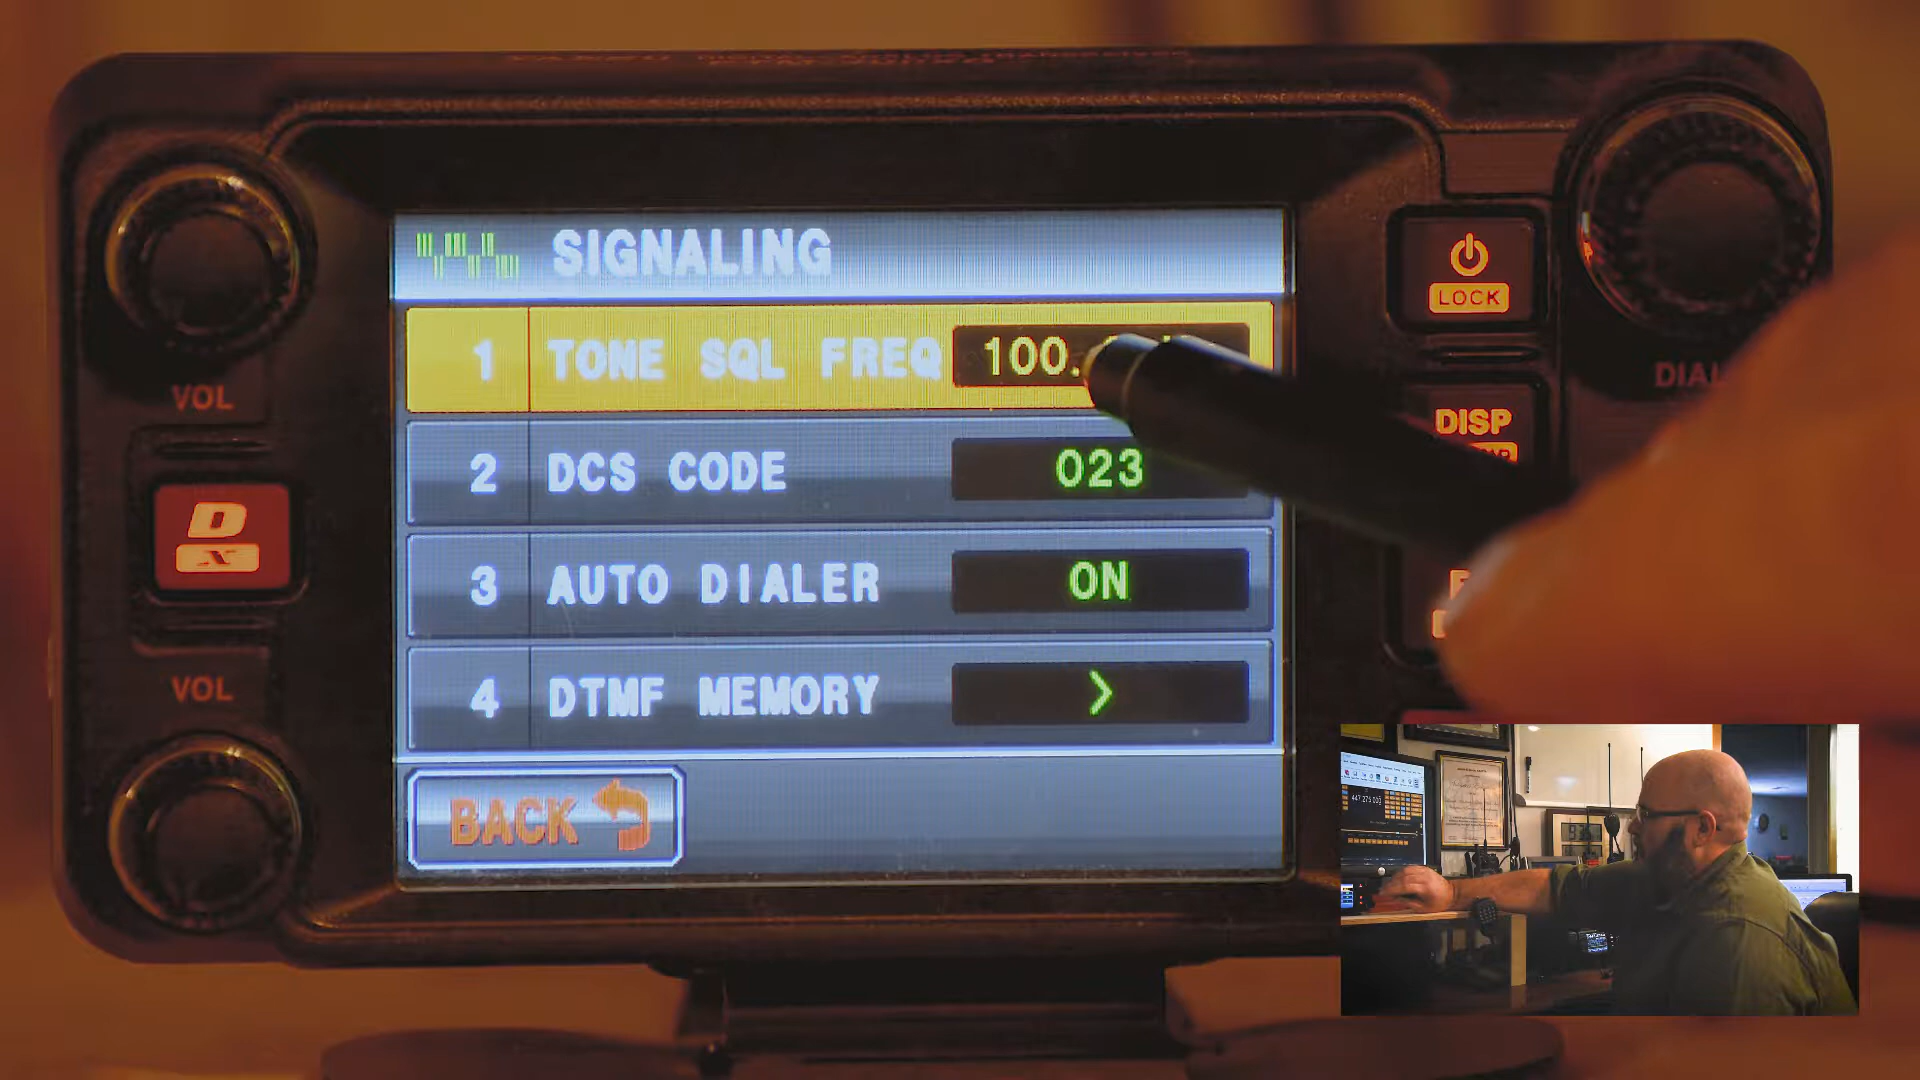 SIGNALING
1 TONE SQL FREQ 100.
2 DCS CODE 023
3 AUTO DIALER ON
4 DTMF MEMORY >
BACK
VOL
D
X
VOL
LOCK
DIAL
DISP